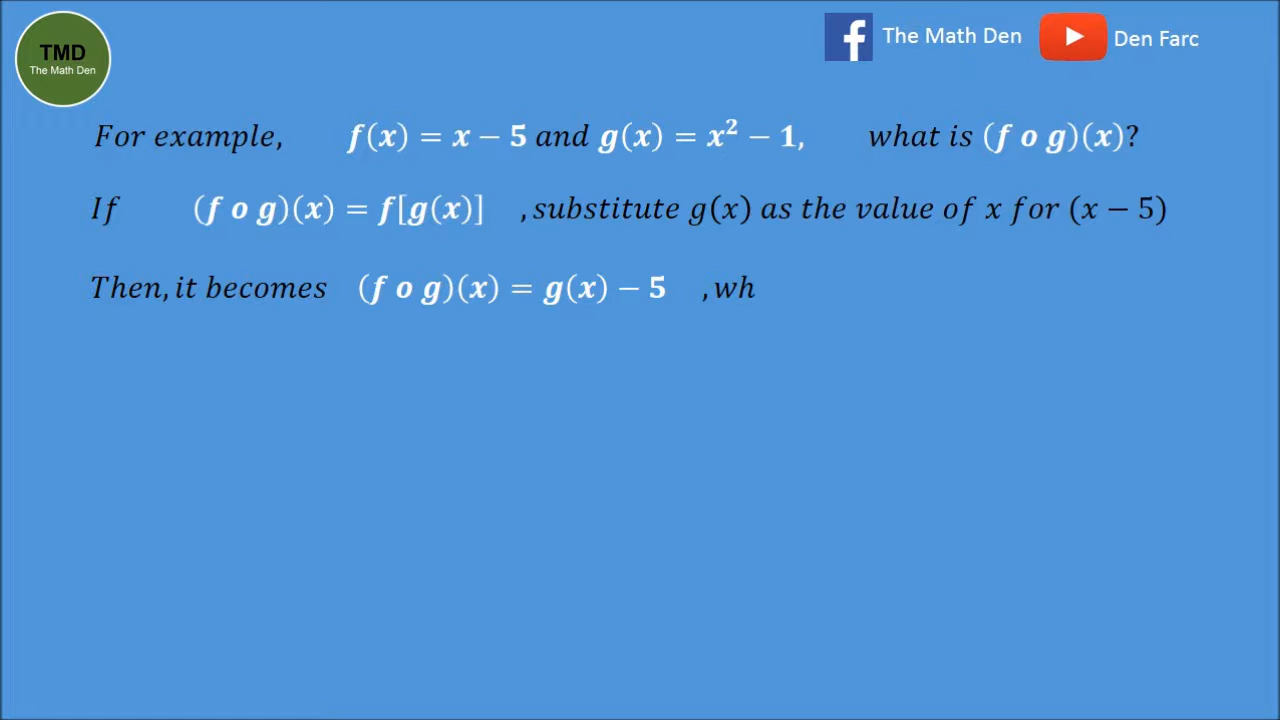 TMD
The Math Den
The Math Den
Den Farc
For example, f(x) = x − 5 and g(x) = x² − 1, what is (f o g)(x)?
If (f o g)(x) = f[g(x)] , substitute g(x) as the value of x for (x − 5)
Then, it becomes (f o g)(x) = g(x) − 5 , wh